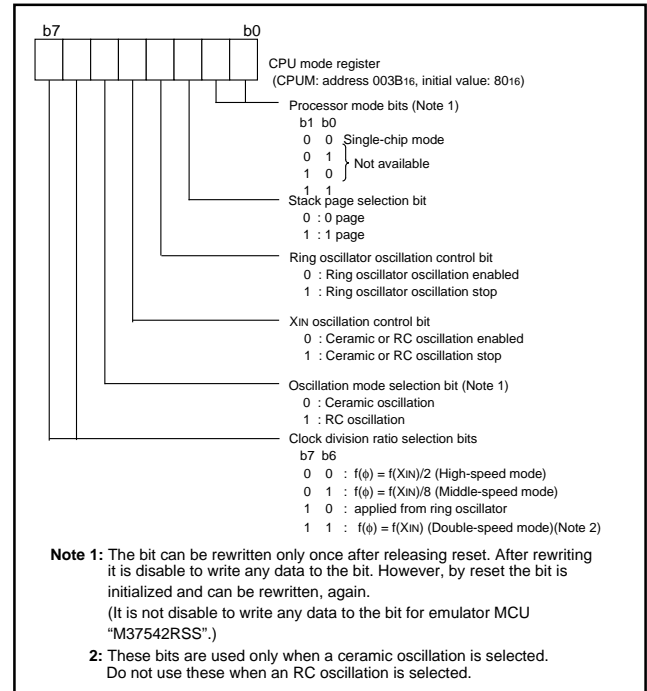 b7 b0
CPU mode register
(CPUM: address 003B16, initial value: 8016)
Processor mode bits (Note 1)
b1 b0
0 0 Single-chip mode
0 1
1 0
1 1
Not available
Stack page selection bit
0 : 0 page
1 : 1 page
Ring oscillator oscillation control bit
0 : Ring oscillator oscillation enabled
1 : Ring oscillator oscillation stop
XIN oscillation control bit
0 : Ceramic or RC oscillation enabled
1 : Ceramic or RC oscillation stop
Oscillation mode selection bit (Note 1)
0 : Ceramic oscillation
1 : RC oscillation
Clock division ratio selection bits
b7 b6
0 0 : f(φ) = f(XIN)/2 (High-speed mode)
0 1 : f(φ) = f(XIN)/8 (Middle-speed mode)
1 0 : applied from ring oscillator
1 1 : f(φ) = f(XIN) (Double-speed mode)(Note 2)
Note 1: The bit can be rewritten only once after releasing reset. After rewriting
it is disable to write any data to the bit. However, by reset the bit is
initialized and can be rewritten, again.
(It is not disable to write any data to the bit for emulator MCU
“M37542RSS”.)
2: These bits are used only when a ceramic oscillation is selected.
Do not use these when an RC oscillation is selected.